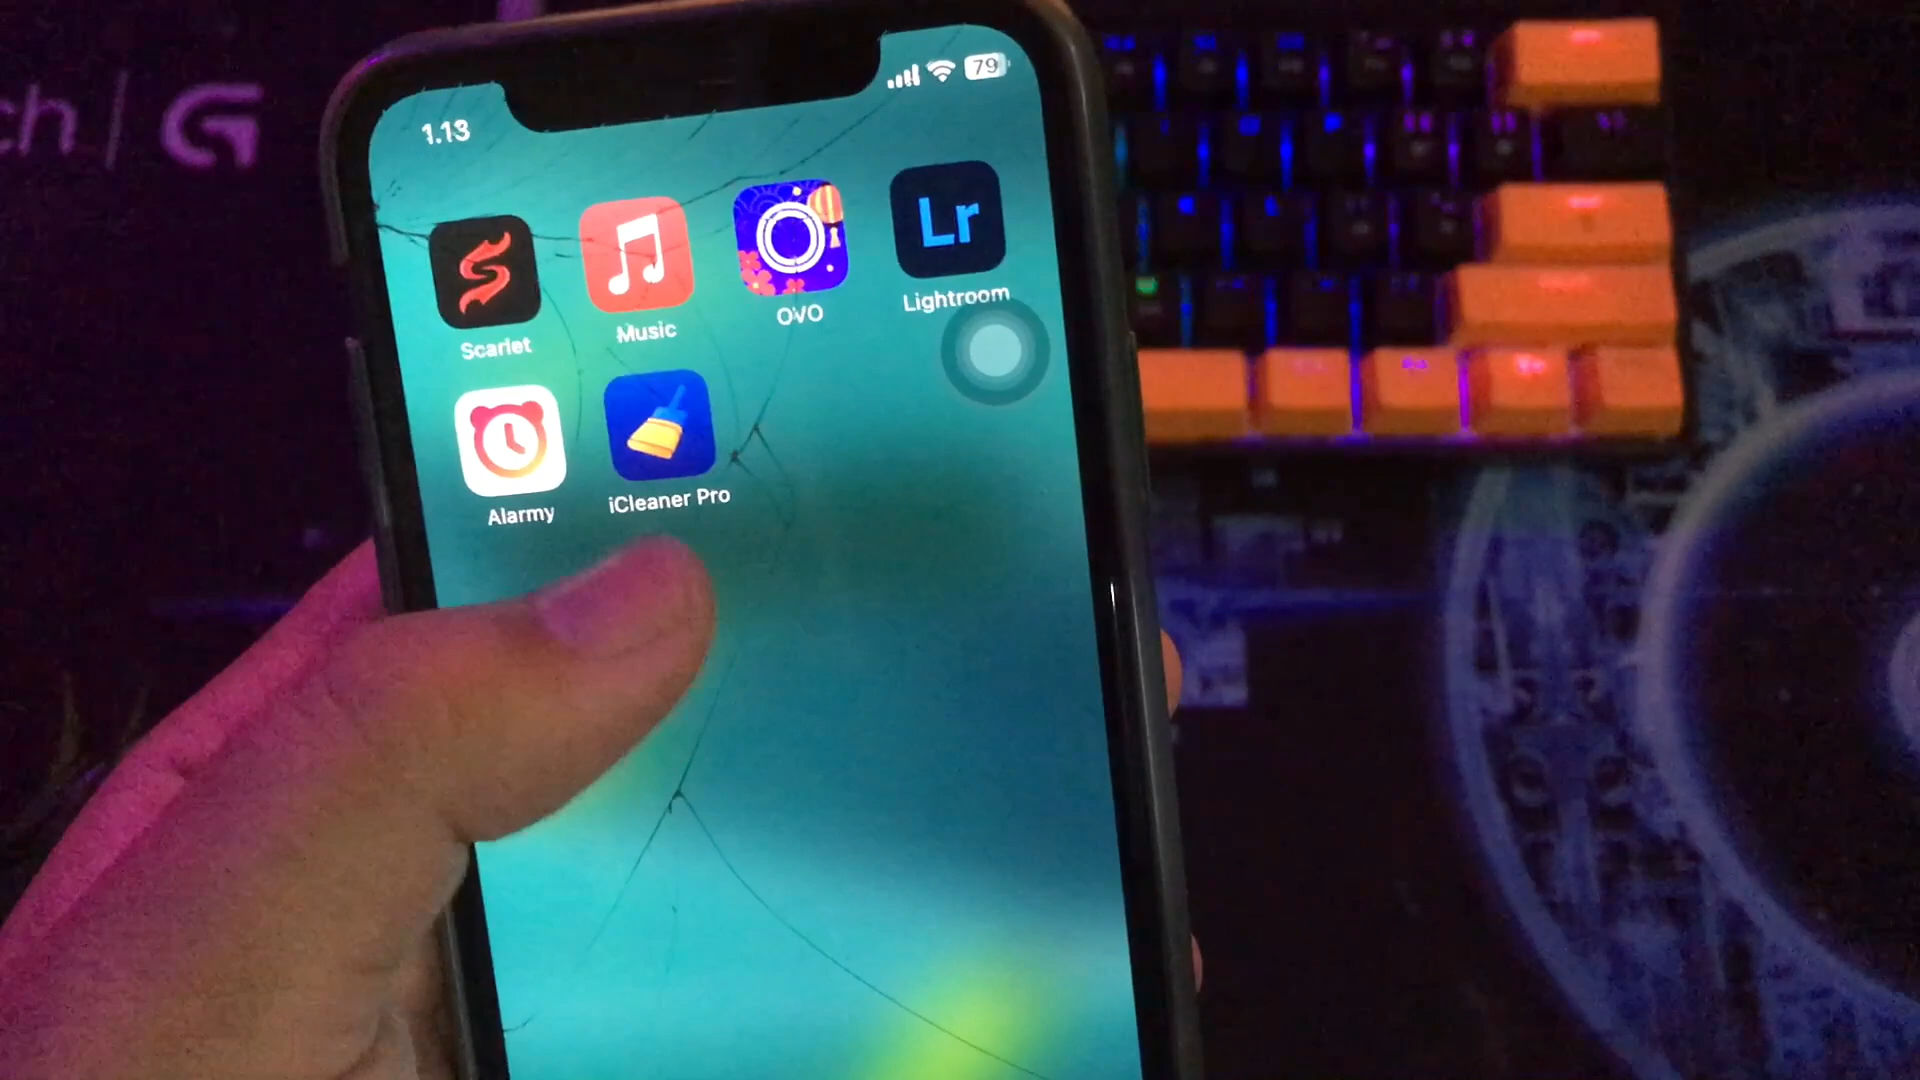 ch | G
1.13
79
Scarlet
Music
OVO
Lr
Lightroom
Alarmy
iCleaner Pro